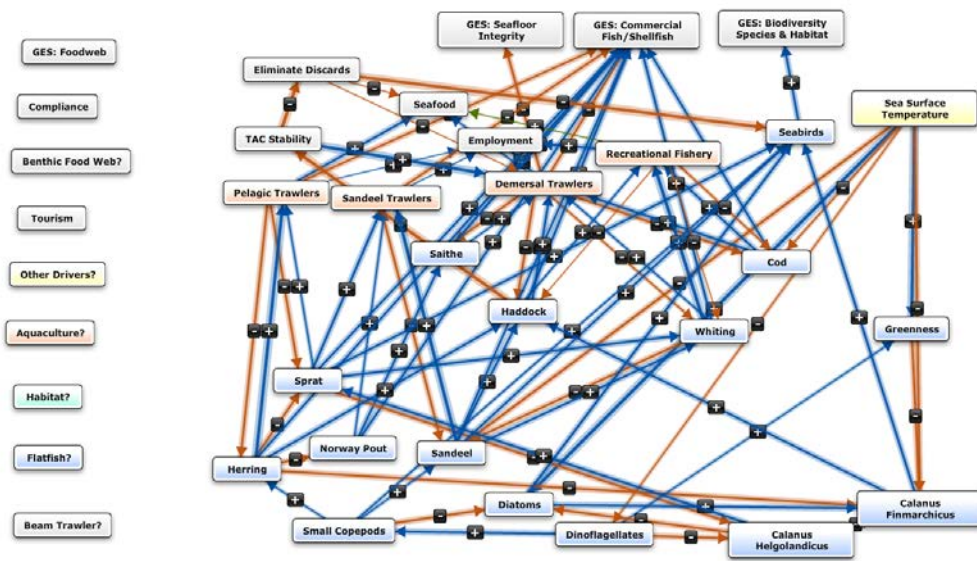 GES: Foodweb
Compliance
Benthic Food Web?
Tourism
Other Drivers?
Aquaculture?
Habitat?
Flatfish?
Beam Trawler?
GES: Seafloor
Integrity
GES: Commercial
Fish/Shellfish
GES: Biodiversity
Species & Habitat
Eliminate Discards
Seafood
Sea Surface
Temperature
TAC Stability
Employment
Seabirds
Recreational Fishery
Pelagic Trawlers
Sandeel Trawlers
Demersal Trawlers
Saithe
Cod
Haddock
Whiting
Greenness
Sprat
Herring
Norway Pout
Sandeel
Small Copepods
Diatoms
Dinoflagellates
Calanus
Helgolandicus
Calanus
Finmarchicus